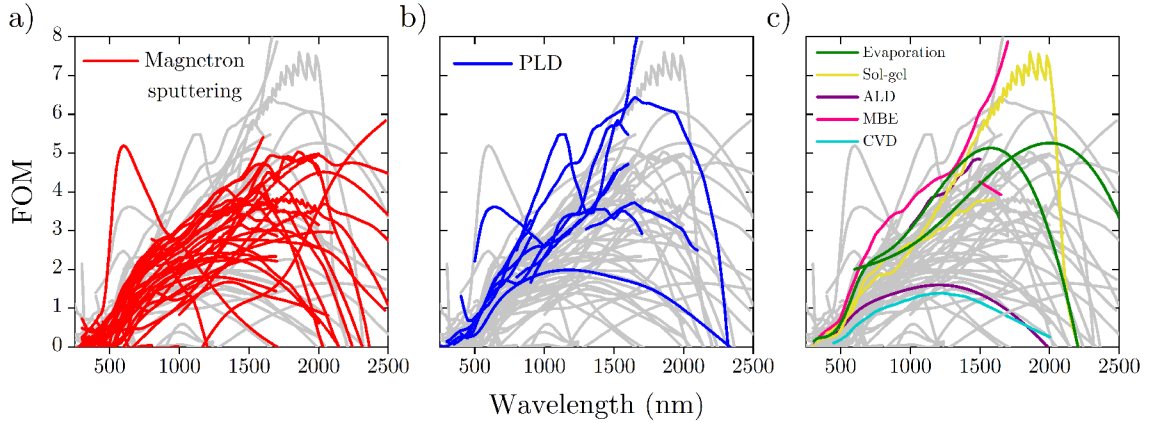 a)
b)
c)
8
7
6
5
4
3
2
1
0
FOM
Magnctron
sputtering
PLD
Evaporation
Sol-gel
ALD
MBE
CVD
500 1000 1500 2000 2500
500 1000 1500 2000 2500
500 1000 1500 2000 2500
Wavelength (nm)